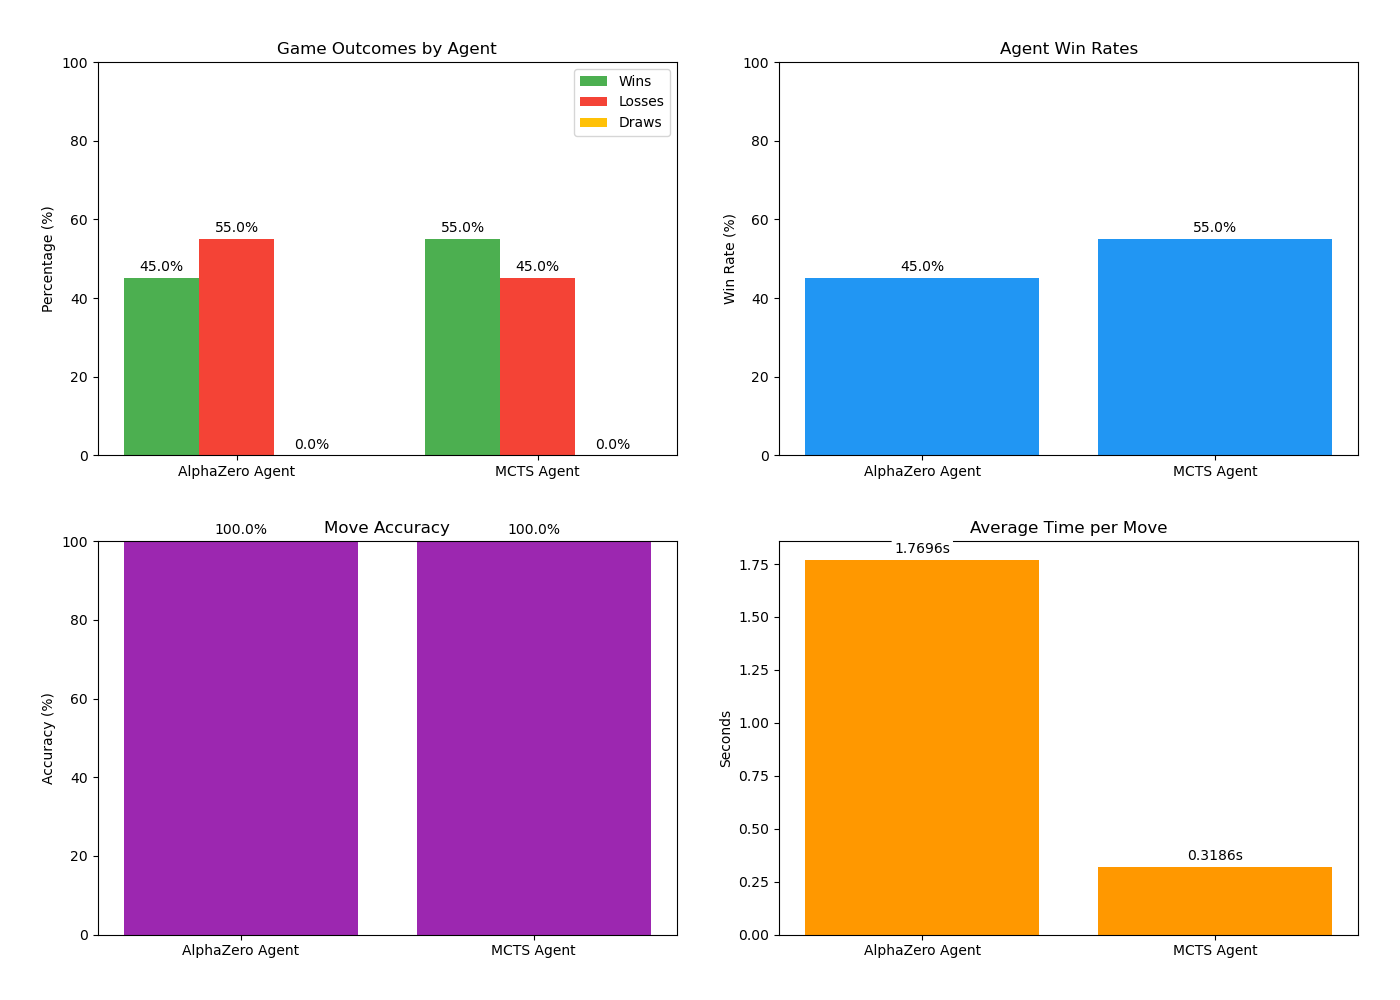 Game Outcomes by Agent
100
80
60
40
20
0
Percentage (%)
Wins
Losses
Draws
45.0%
55.0%
0.0%
55.0%
45.0%
0.0%
AlphaZero Agent
MCTS Agent
Agent Win Rates
100
80
60
40
20
0
Win Rate (%)
45.0%
55.0%
AlphaZero Agent
MCTS Agent
Move Accuracy
100
80
60
40
20
0
Accuracy (%)
100.0%
100.0%
AlphaZero Agent
MCTS Agent
Average Time per Move
1.75
1.50
1.25
1.00
0.75
0.50
0.25
0.00
Seconds
1.7696s
0.3186s
AlphaZero Agent
MCTS Agent